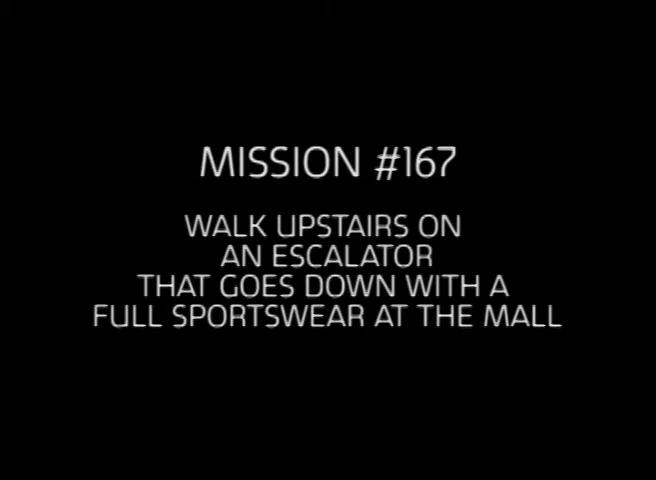 MISSION #167
WALK UPSTAIRS ON
AN ESCALATOR
THAT GOES DOWN WITH A
FULL SPORTSWEAR AT THE MALL